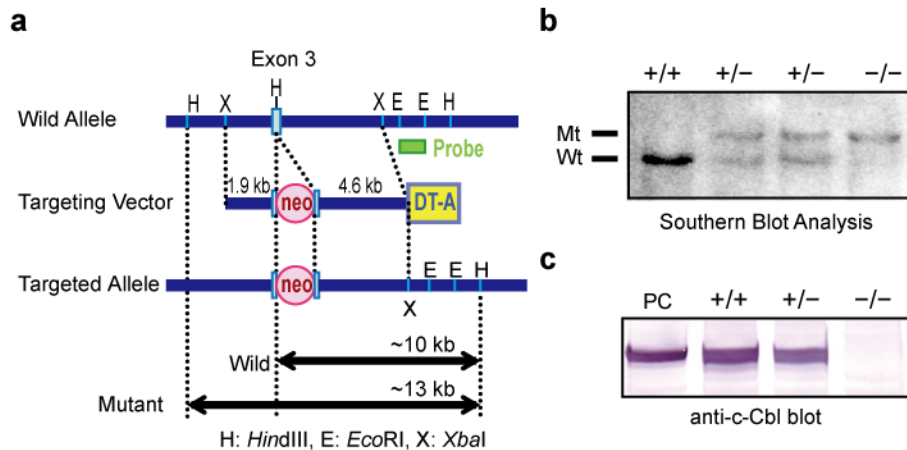 a
Exon 3
H
H X X E E H
Wild Allele
Probe
1.9 kb 4.6 kb
Targeting Vector neo DT-A
E E H
Targeted Allele neo
X
~10 kb
Wild
~13 kb
Mutant
H: HindIII, E: EcoRI, X: XbaI
b
+/+ +/− +/− −/−
Mt
Wt
Southern Blot Analysis
c
PC +/+ +/− −/−
anti-c-Cbl blot